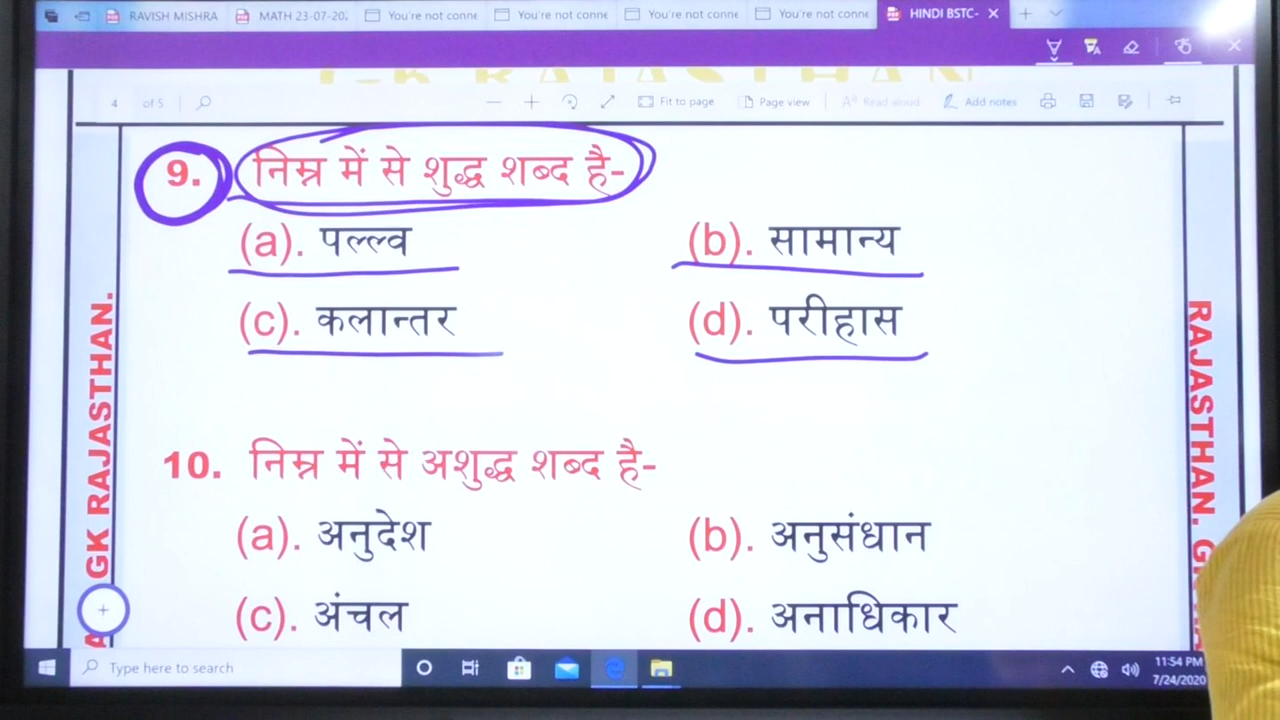 RAVISH MISHRA MATH 23-07-202 You're not conne You're not conne You're not conne You're not conne HINDI BSTC-
4 of 5 Fit to page Page view Read aloud Add notes
9. निम्न में से शुद्ध शब्द है-
(a). पल्ल्व (b). सामान्य
(c). कलान्तर (d). परीहास
10. निम्न में से अशुद्ध शब्द है-
(a). अनुदेश (b). अनुसंधान
(c). अंचल (d). अनाधिकार
GK RAJASTHAN.
RAJASTHAN.
Type here to search
11:54 PM
7/24/2020